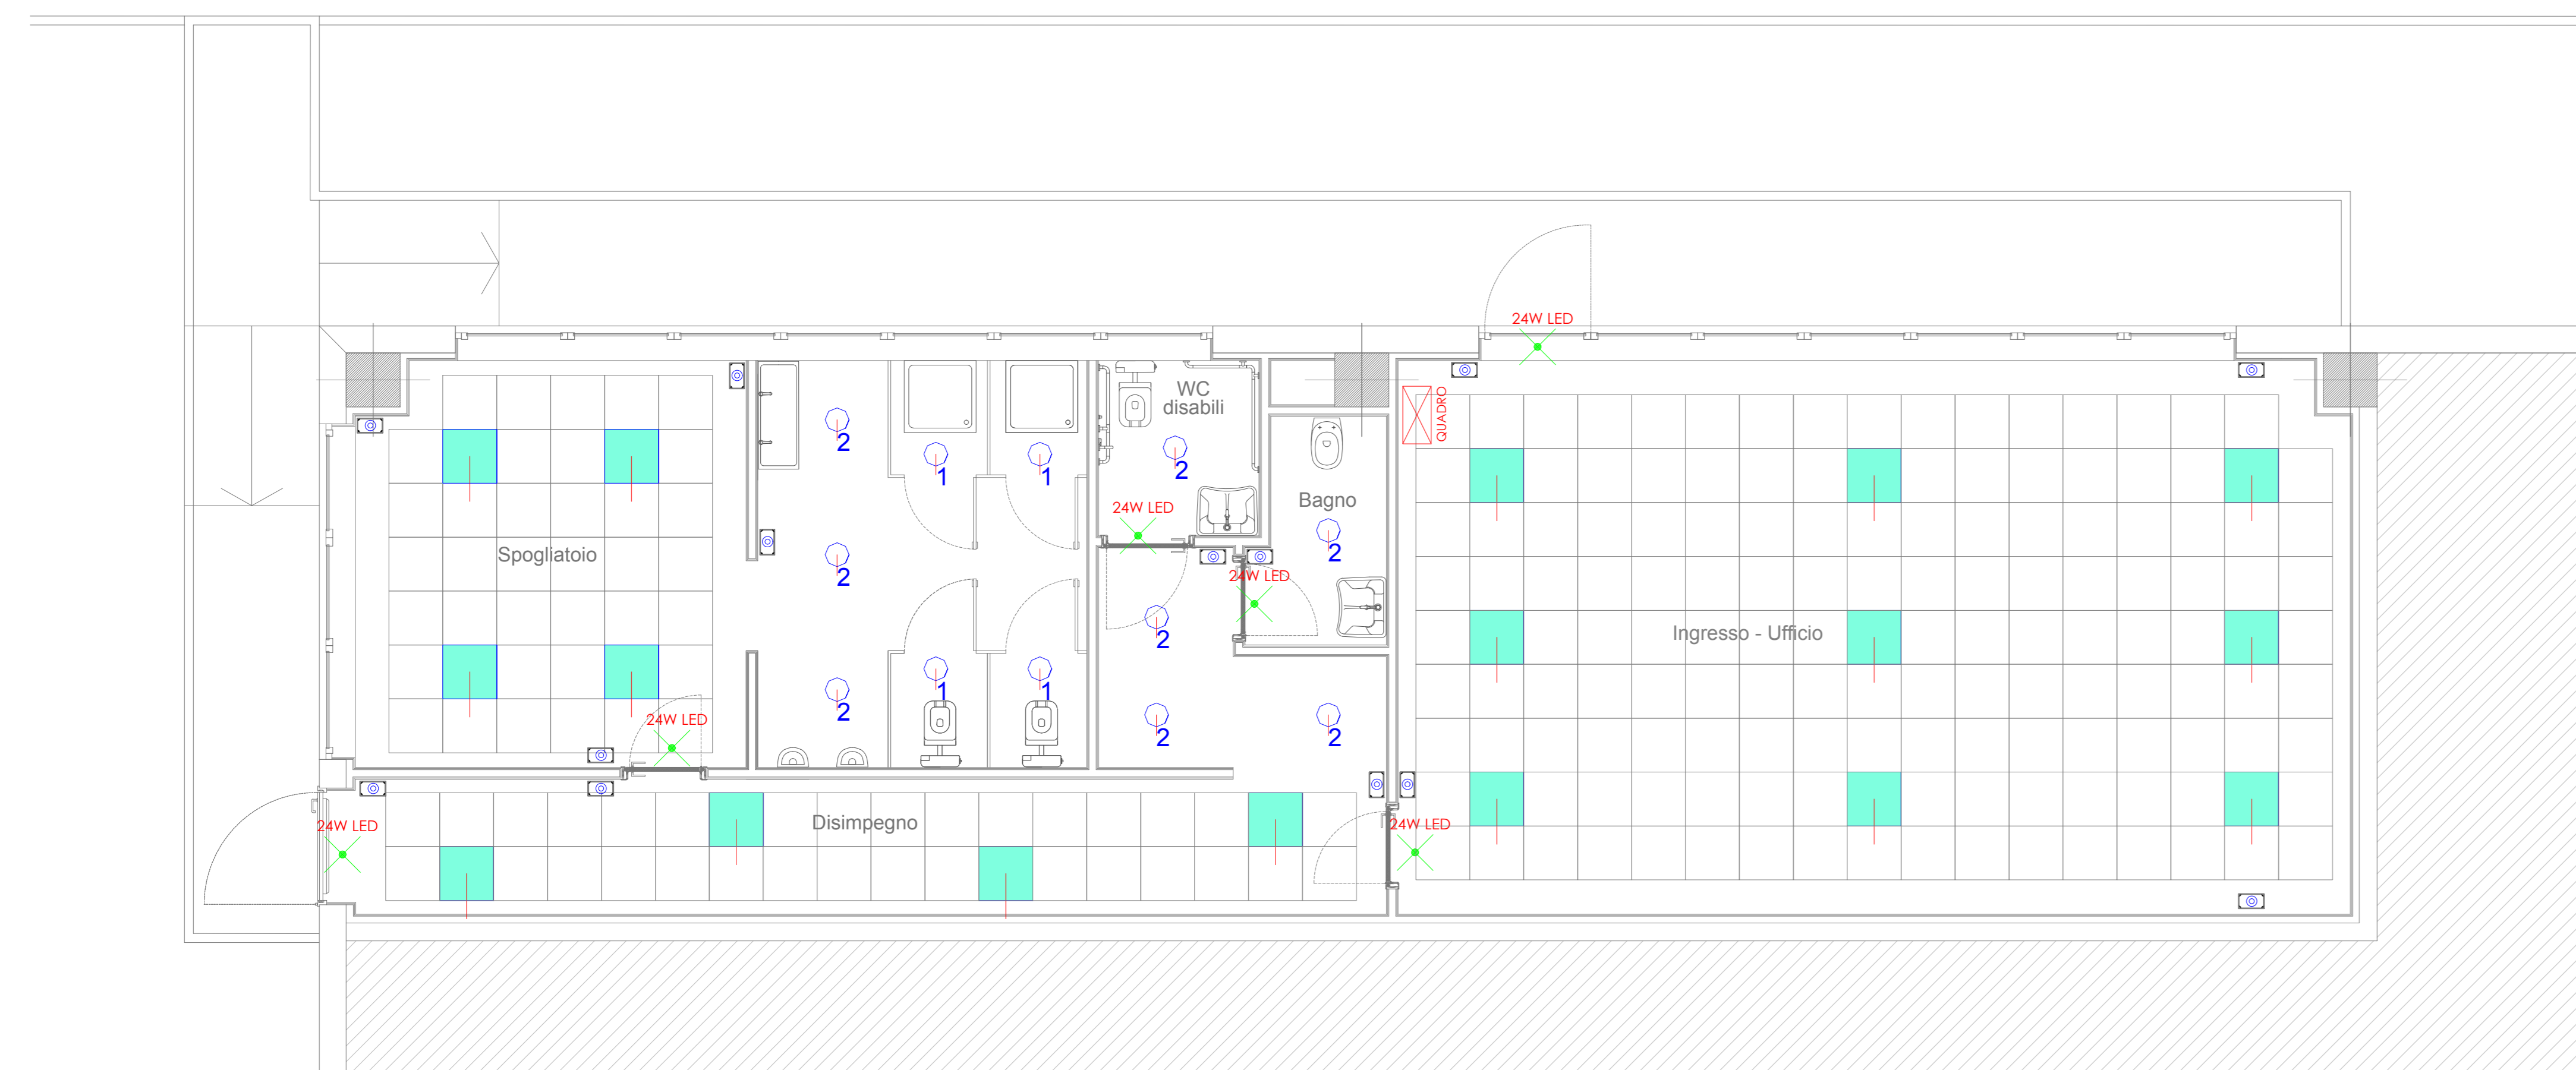 24W LED
WC
disabili
QUADRO
2
1
1
2
24W LED
Bagno
Spogliatoio
2
2
24W LED
2
Ingresso - Ufficio
1
1
2
24W LED
2
2
24W LED
Disimpegno
24W LED